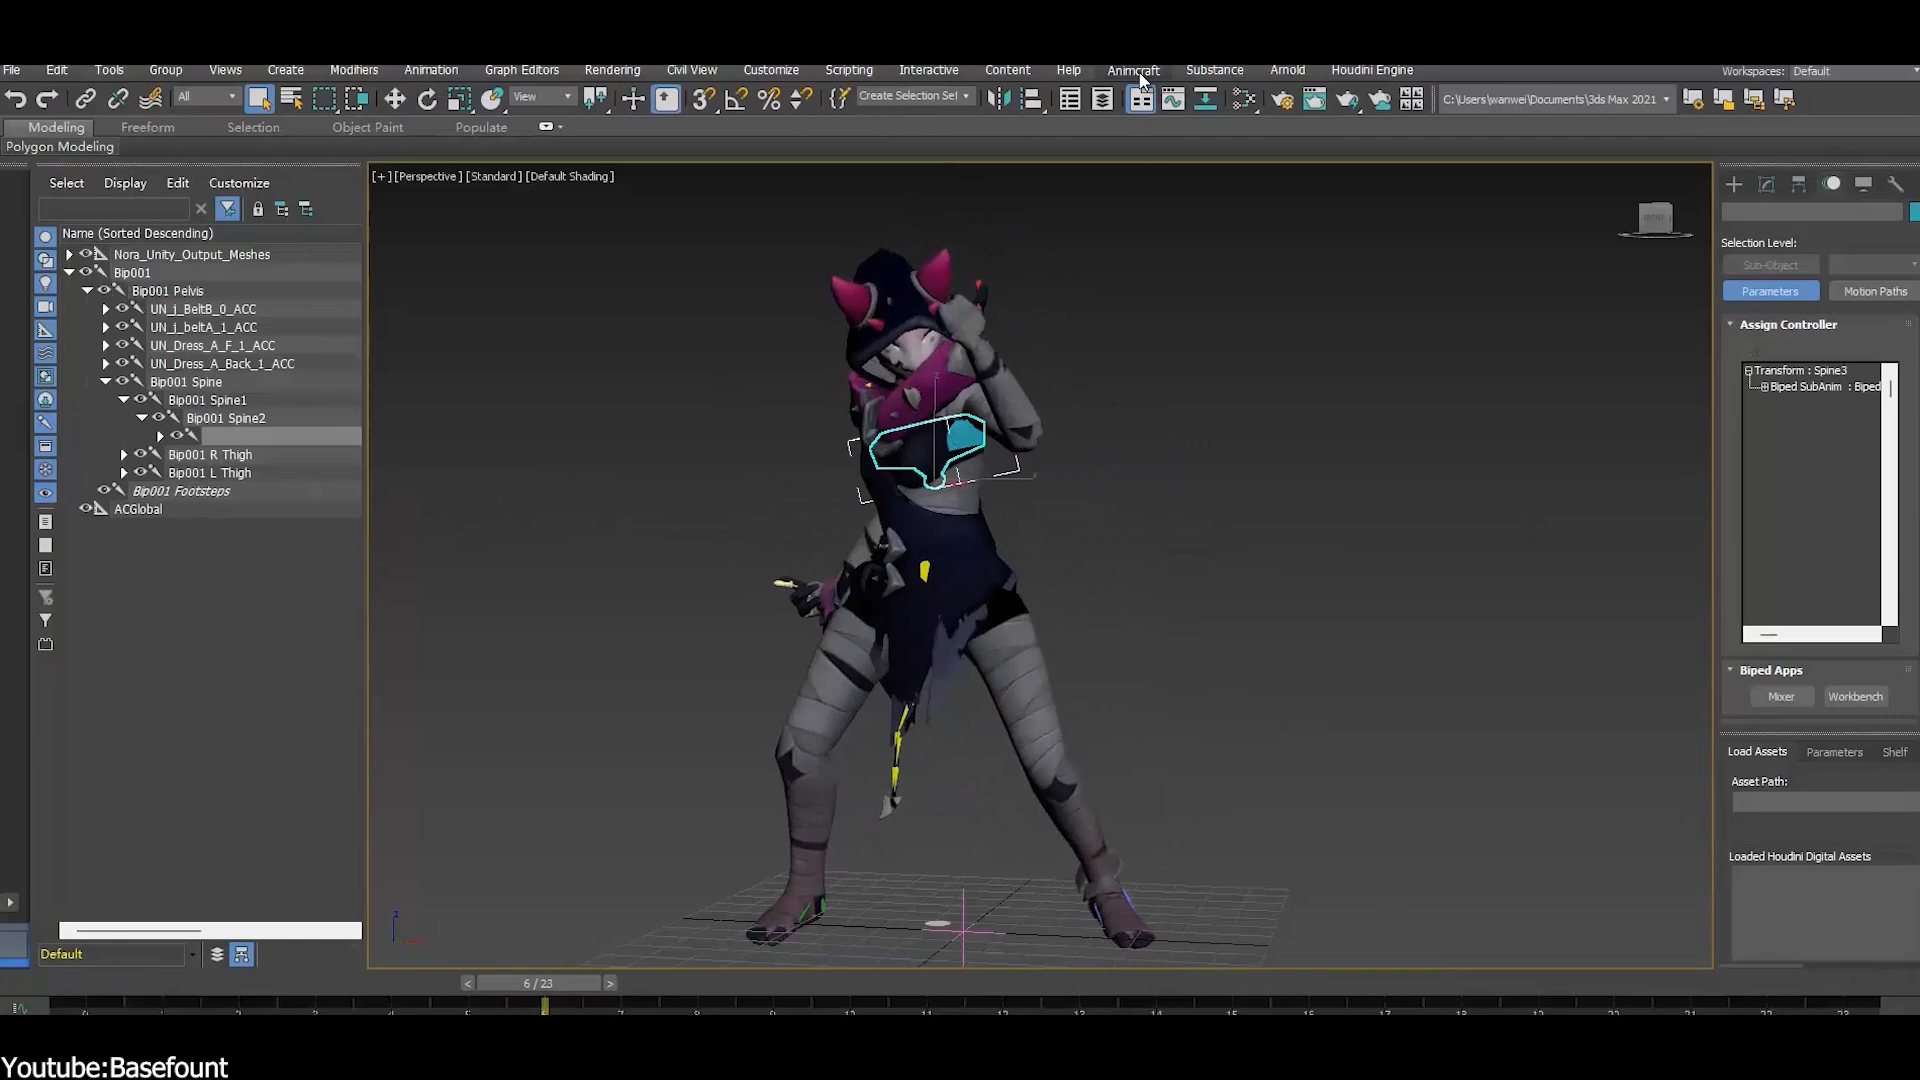 File Edit Tools Group Views Create Modifiers Animation Graph Editors Rendering Civil View Customize Scripting Interactive Content Help Animcraft Substance Arnold Houdini Engine Workspaces: Default
All View Create Selection Se C:\Users\wanwei\Documents\3ds Max 2021
Modeling Freeform Selection Object Paint Populate
Polygon Modeling
Select Display Edit Customize
[+] [Perspective] [Standard] [Default Shading]
Name (Sorted Descending)
Nora_Unity_Output_Meshes
Bip001
Bip001 Pelvis
UN_j_BeltB_0_ACC
UN_j_beltA_1_ACC
UN_Dress_A_F_1_ACC
UN_Dress_A_Back_1_ACC
Bip001 Spine
Bip001 Spine1
Bip001 Spine2
Bip001 R Thigh
Bip001 L Thigh
Bip001 Footsteps
ACGlobal
Selection Level:
Sub-Object
Parameters Motion Paths
Assign Controller
Transform : Spine3
Biped SubAnim : Biped
Biped Apps
Mixer Workbench
Load Assets Parameters Shelf
Asset Path:
Loaded Houdini Digital Assets
Default
< 6 / 23 >
Youtube:Basefount